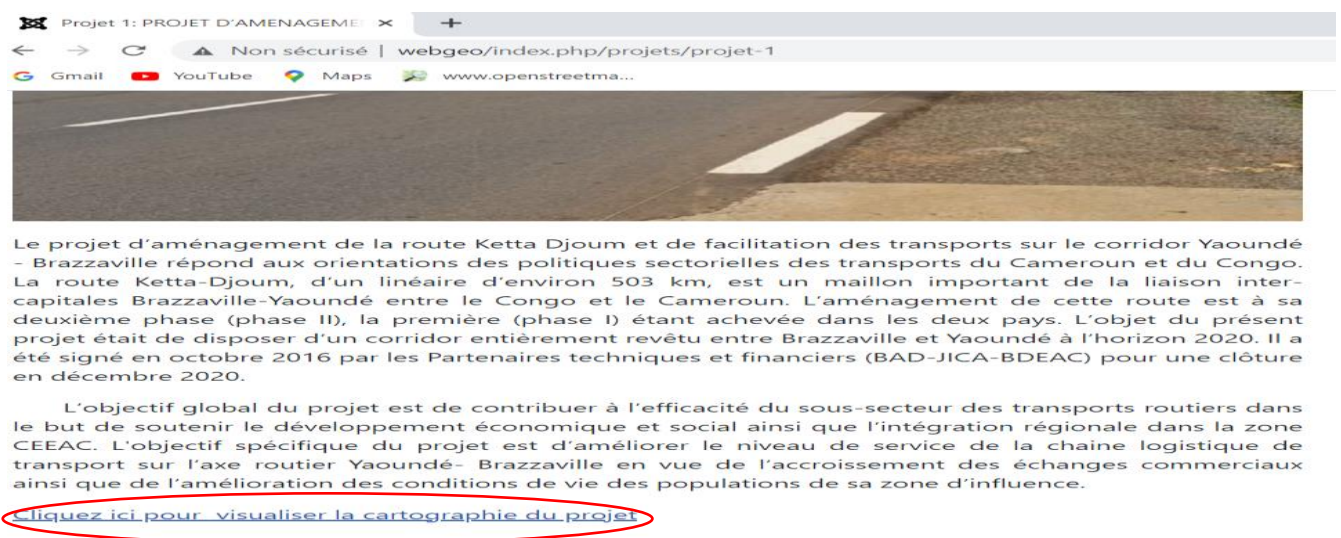 Projet 1: PROJET D'AMENAGEME
Non sécurisé | webgeo/index.php/projets/projet-1
Gmail YouTube Maps www.openstreetma...
Le projet d'aménagement de la route Ketta Djoum et de facilitation des transports sur le corridor Yaoundé
- Brazzaville répond aux orientations des politiques sectorielles des transports du Cameroun et du Congo.
La route Ketta-Djoum, d'un linéaire d'environ 503 km, est un maillon important de la liaison inter-
capitales Brazzaville-Yaoundé entre le Congo et le Cameroun. L'aménagement de cette route est à sa
deuxième phase (phase II), la première (phase I) étant achevée dans les deux pays. L'objet du présent
projet était de disposer d'un corridor entièrement revêtu entre Brazzaville et Yaoundé à l'horizon 2020. Il a
été signé en octobre 2016 par les Partenaires techniques et financiers (BAD-JICA-BDEAC) pour une clôture
en décembre 2020.
L'objectif global du projet est de contribuer à l'efficacité du sous-secteur des transports routiers dans
le but de soutenir le développement économique et social ainsi que l'intégration régionale dans la zone
CEEAC. L'objectif spécifique du projet est d'améliorer le niveau de service de la chaine logistique de
transport sur l'axe routier Yaoundé- Brazzaville en vue de l'accroissement des échanges commerciaux
ainsi que de l'amélioration des conditions de vie des populations de sa zone d'influence.
Cliquez ici pour visualiser la cartographie du projet